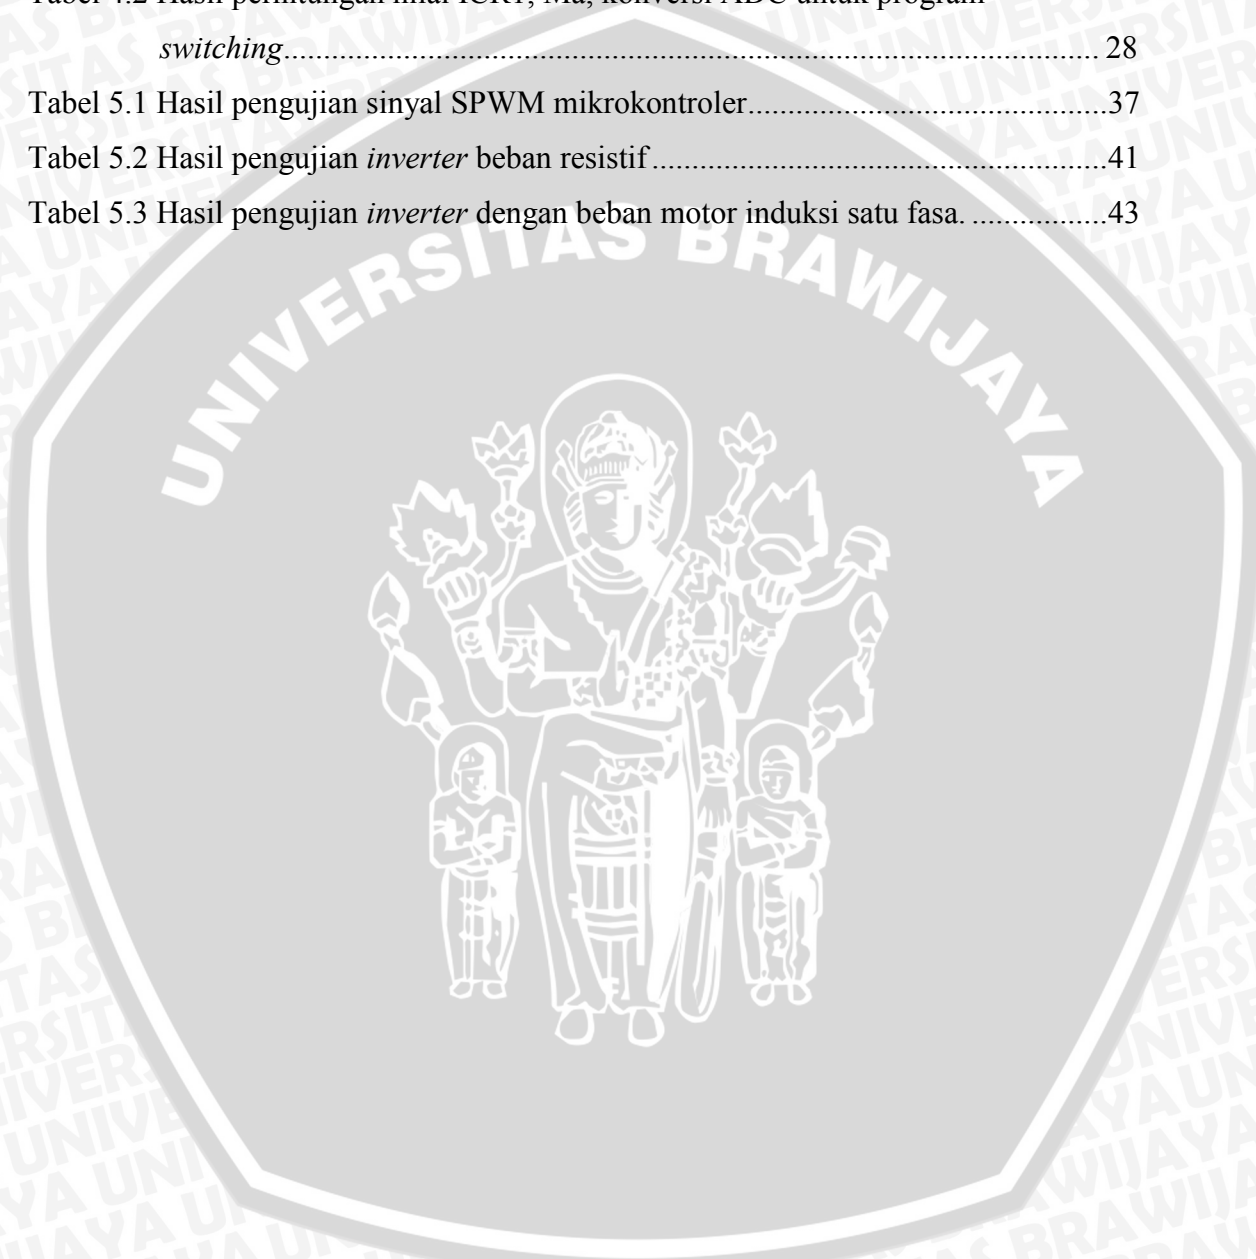 Tabel 4.2 Hasil perhitungan nilai ICR1, Ma, konversi ADC untuk program
switching.......................................................................................................... 28
Tabel 5.1 Hasil pengujian sinyal SPWM mikrokontroler..............................................37
Tabel 5.2 Hasil pengujian inverter beban resistif..........................................................41
Tabel 5.3 Hasil pengujian inverter dengan beban motor induksi satu fasa. .................43
UNIVERSITAS BRAWIJAYA